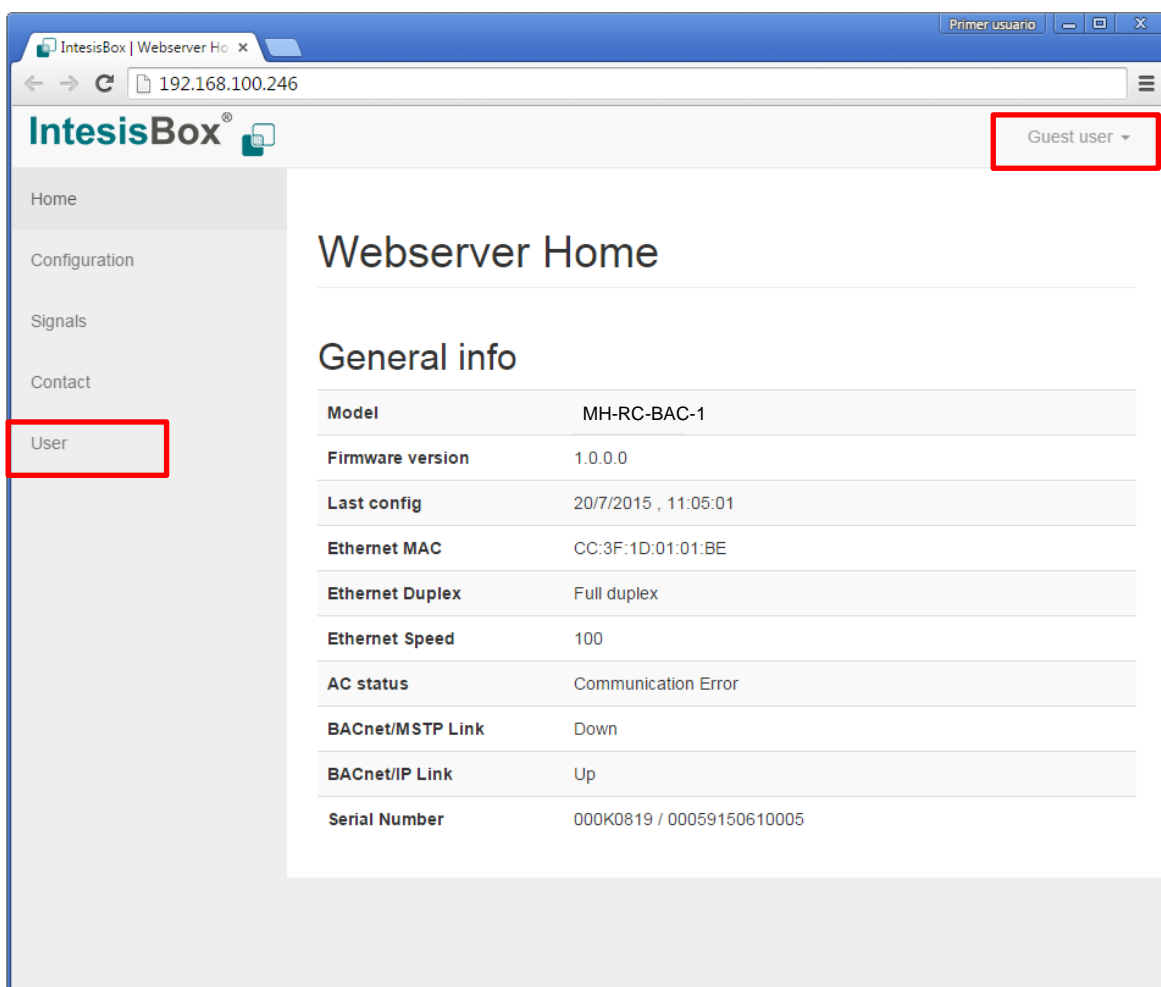 Primer usuario
IntesisBox | Webserver Ho
192.168.100.246
IntesisBox®
Guest user
Home
Configuration
Signals
Contact
User
Webserver Home
General info
Model MH-RC-BAC-1
Firmware version 1.0.0.0
Last config 20/7/2015 , 11:05:01
Ethernet MAC CC:3F:1D:01:01:BE
Ethernet Duplex Full duplex
Ethernet Speed 100
AC status Communication Error
BACnet/MSTP Link Down
BACnet/IP Link Up
Serial Number 000K0819 / 00059150610005